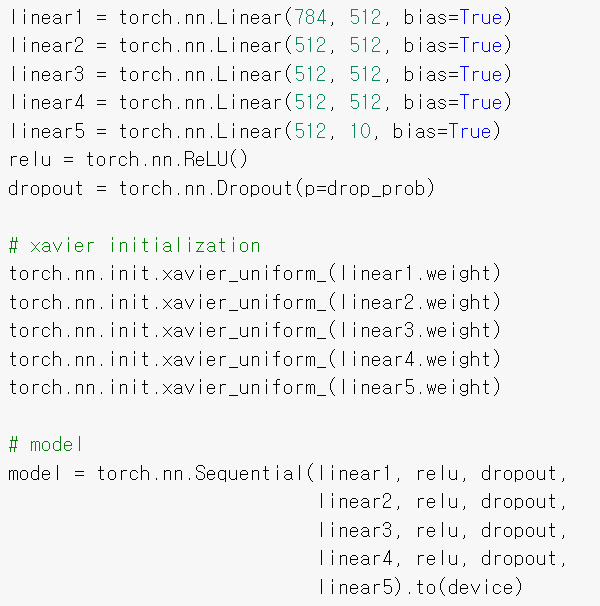 linear1 = torch.nn.Linear(784, 512, bias=True)
linear2 = torch.nn.Linear(512, 512, bias=True)
linear3 = torch.nn.Linear(512, 512, bias=True)
linear4 = torch.nn.Linear(512, 512, bias=True)
linear5 = torch.nn.Linear(512, 10, bias=True)
relu = torch.nn.ReLU()
dropout = torch.nn.Dropout(p=drop_prob)

# xavier initialization
torch.nn.init.xavier_uniform_(linear1.weight)
torch.nn.init.xavier_uniform_(linear2.weight)
torch.nn.init.xavier_uniform_(linear3.weight)
torch.nn.init.xavier_uniform_(linear4.weight)
torch.nn.init.xavier_uniform_(linear5.weight)

# model
model = torch.nn.Sequential(linear1, relu, dropout,
                            linear2, relu, dropout,
                            linear3, relu, dropout,
                            linear4, relu, dropout,
                            linear5).to(device)